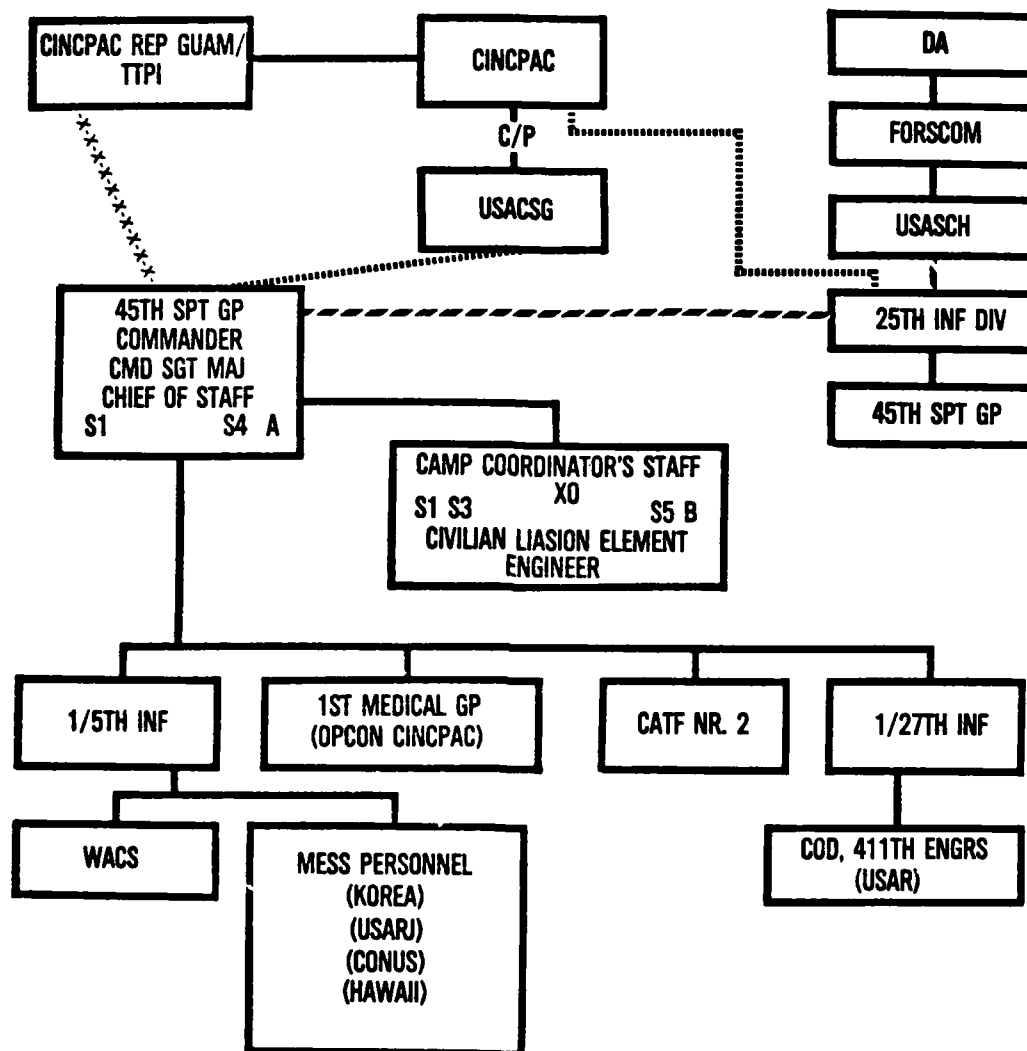 CINCPAC REP GUAM/
TTPI
CINCPAC
DA
C/P
FORSCOM
USACSG
USASCH
45TH SPT GP
COMMANDER
CMD SGT MAJ
CHIEF OF STAFF
S1 S4 A
25TH INF DIV
45TH SPT GP
CAMP COORDINATOR'S STAFF
XO
S1 S3 S5 B
CIVILIAN LIASION ELEMENT
ENGINEER
1/5TH INF
1ST MEDICAL GP
(OPCON CINCPAC)
CATF NR. 2
1/27TH INF
WACS
MESS PERSONNEL
(KOREA)
(USARJ)
(CONUS)
(HAWAII)
COD, 411TH ENGRS
(USAR)